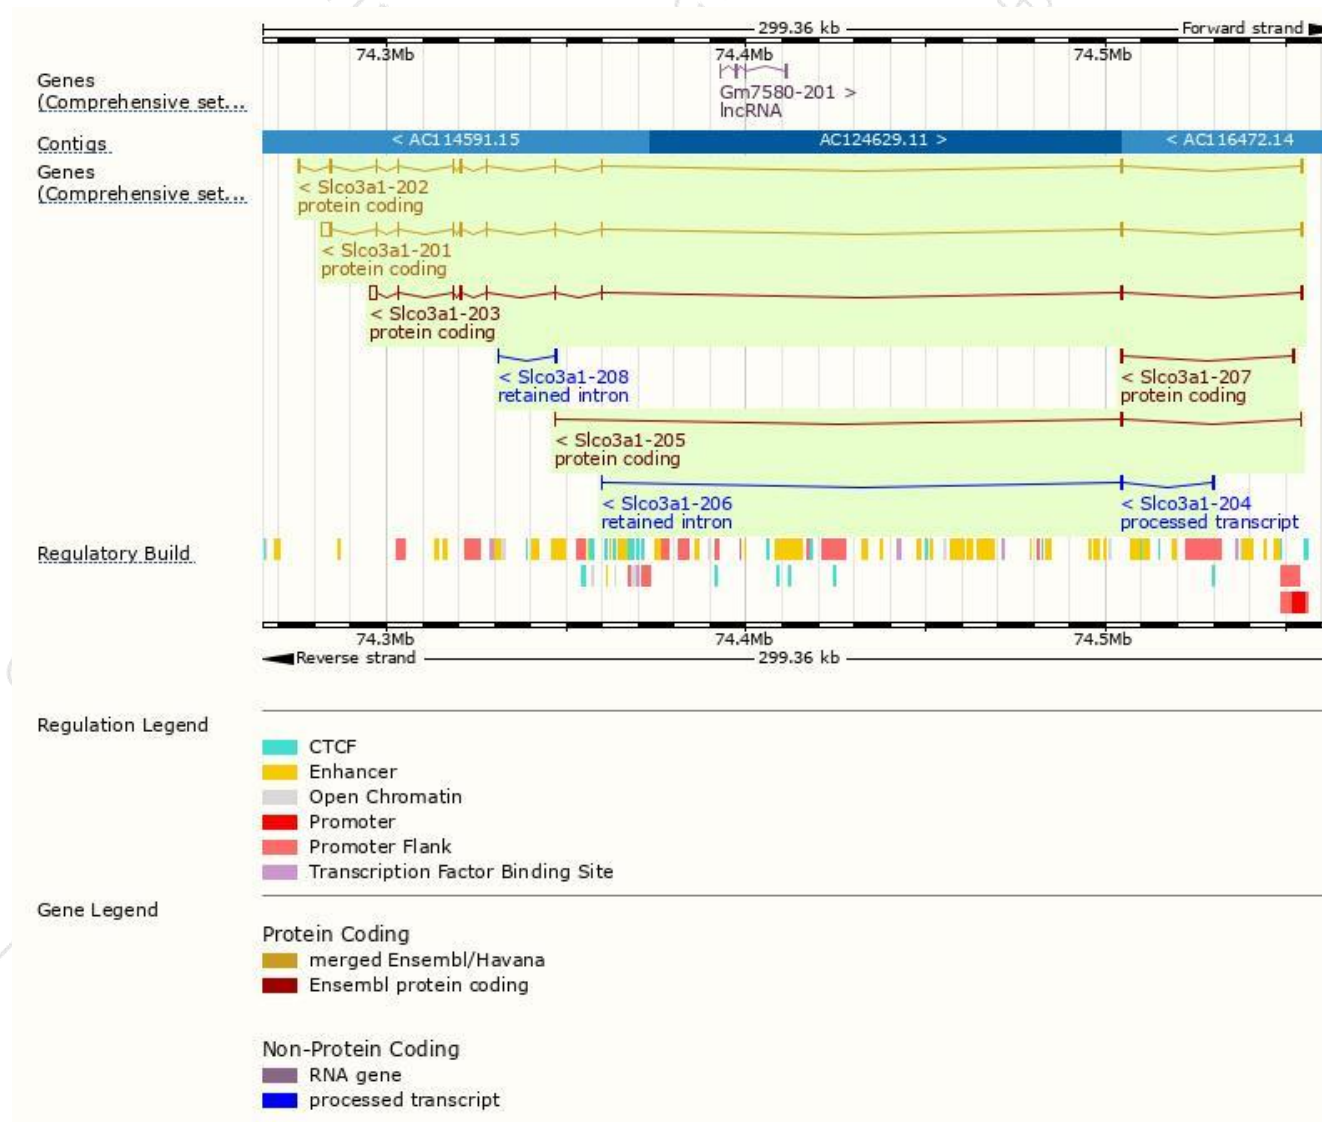 299.36 kb
Forward strand
74.3Mb
74.4Mb
74.5Mb
Genes
(Comprehensive set...
Gm7580-201 >
lncRNA
Contigs
< AC114591.15
AC124629.11 >
< AC116472.14
Genes
(Comprehensive set...
< Slco3a1-202
protein coding
< Slco3a1-201
protein coding
< Slco3a1-203
protein coding
< Slco3a1-208
retained intron
< Slco3a1-207
protein coding
< Slco3a1-205
protein coding
< Slco3a1-206
retained intron
< Slco3a1-204
processed transcript
Regulatory Build
74.3Mb
74.4Mb
74.5Mb
Reverse strand
299.36 kb
Regulation Legend
CTCF
Enhancer
Open Chromatin
Promoter
Promoter Flank
Transcription Factor Binding Site
Gene Legend
Protein Coding
merged Ensembl/Havana
Ensembl protein coding
Non-Protein Coding
RNA gene
processed transcript